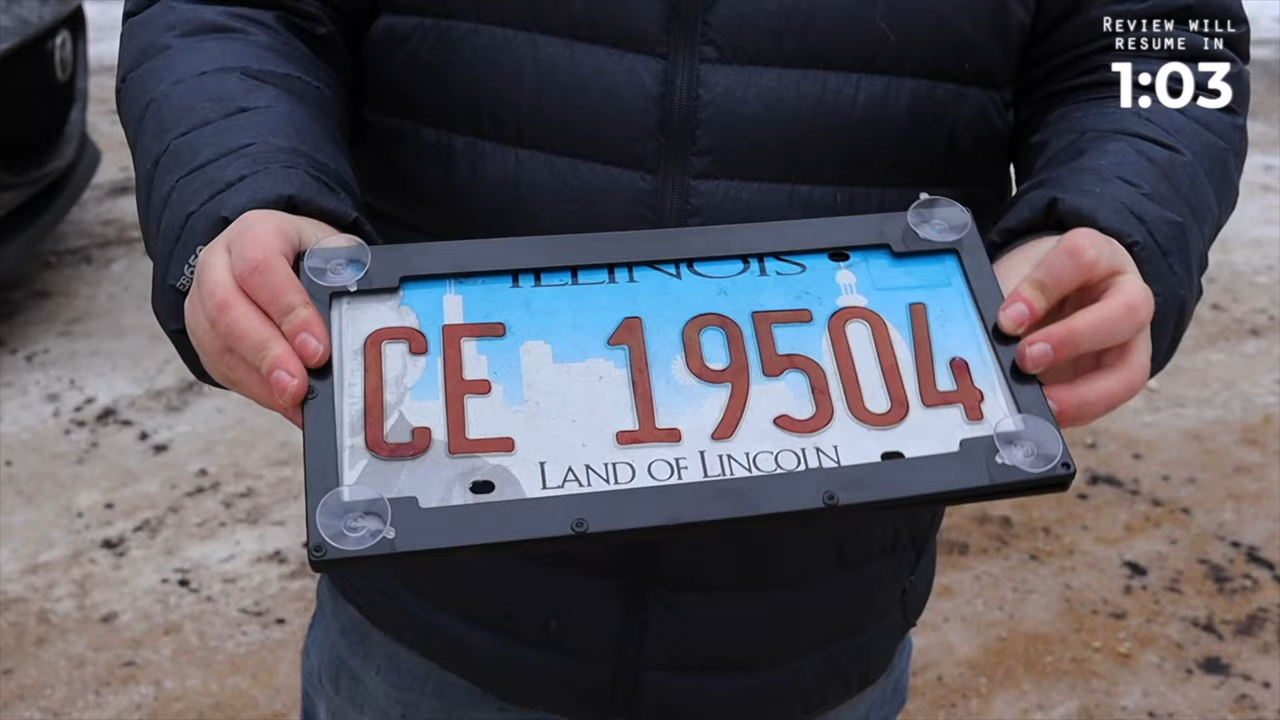 REVIEW WILL
RESUME IN
1:03
ILLINOIS
CE 19504
LAND OF LINCOLN